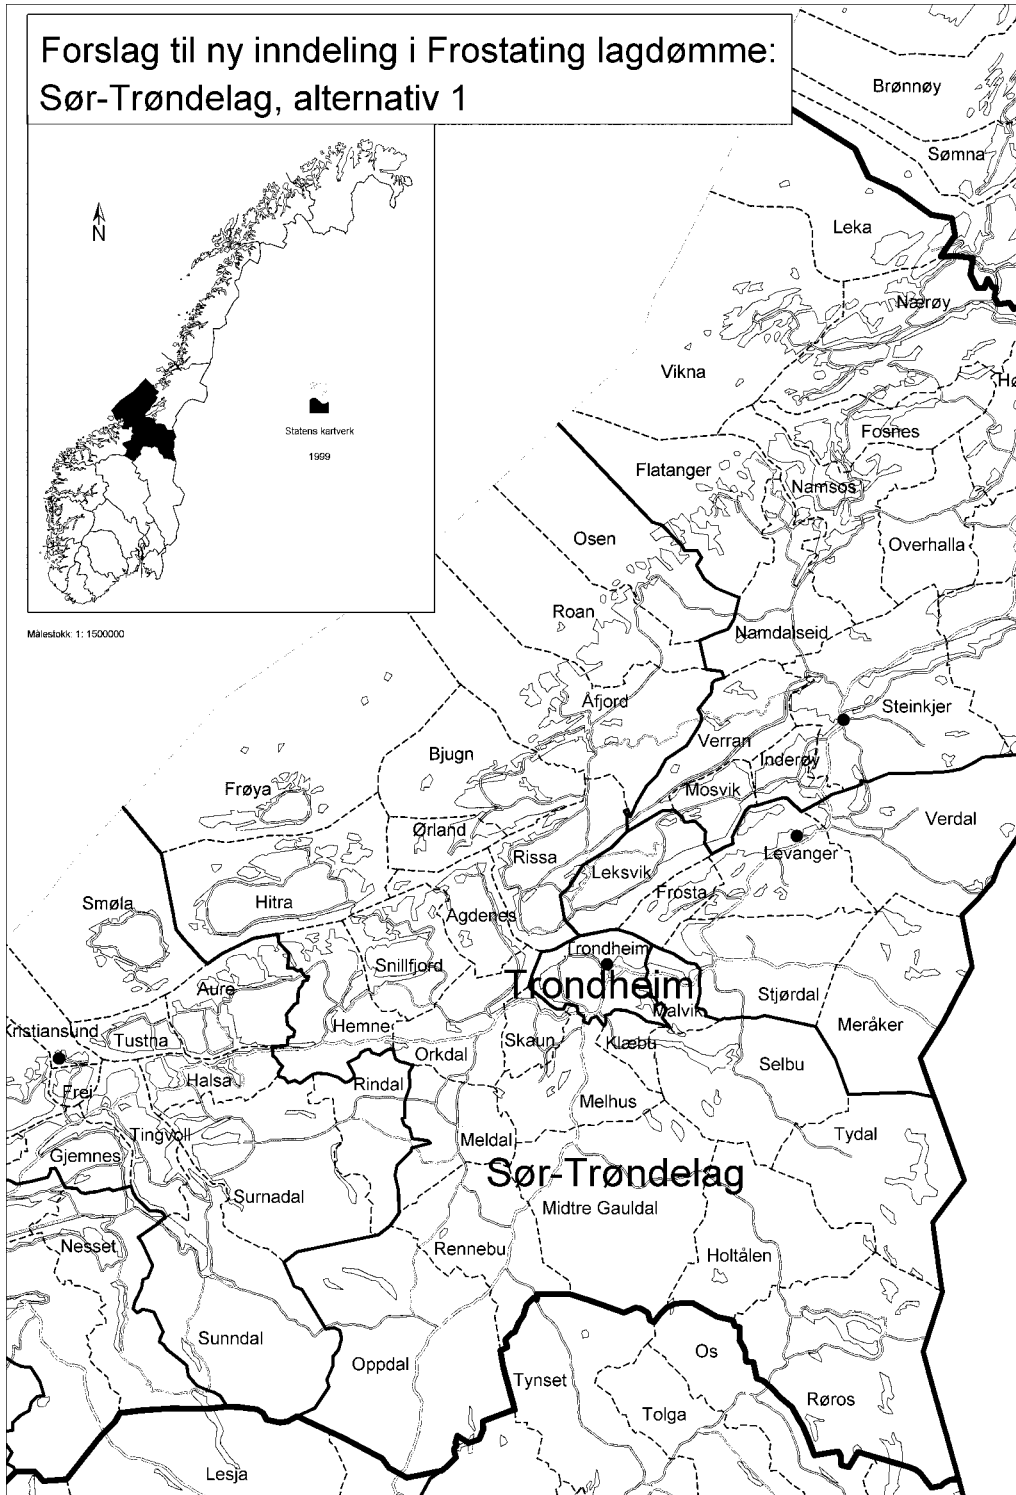 Forslag til ny inndeling i Frostating lagdømme:
Sør-Trøndelag, alternativ 1
N
Statens kartverk
1999
Målestokk: 1: 1500000
Brønnøy
Sømna
Leka
Nærøy
Vikna
Hø
Fosnes
Flatanger
Namsos
Osen
Overhalla
Roan
Namdalseid
Åfjord
Steinkjer
Verran
Bjugn
Inderøy
Mosvik
Frøya
Verdal
Ørland
Rissa
Levanger
Leksvik
Frosta
Smøla
Hitra
Agdenes
Trondheim
Snillfjord
Trondheim
Aure
Stjørdal
Malvik
Meråker
Kristiansund
Hemne
Tustna
Skaun
Klæbu
Orkdal
Selbu
Halsa
Rindal
Frei
Melhus
Tingvoll
Meldal
Tydal
Gjemnes
Sør-Trøndelag
Surnadal
Midtre Gauldal
Nesset
Rennebu
Holtålen
Sunndal
Oppdal
Os
Tynset
Røros
Tolga
Lesja